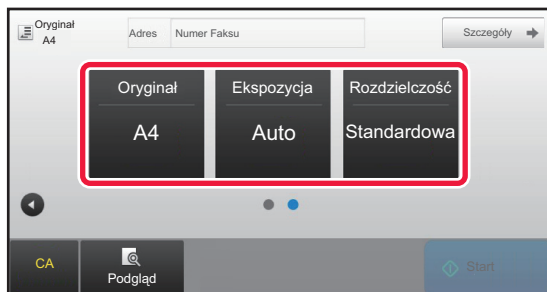 Oryginał
A4
Adres Numer Faksu
Szczegóły
Oryginał Ekspozycja Rozdzielczość
A4 Auto Standardowa
CA
Podgląd
Start